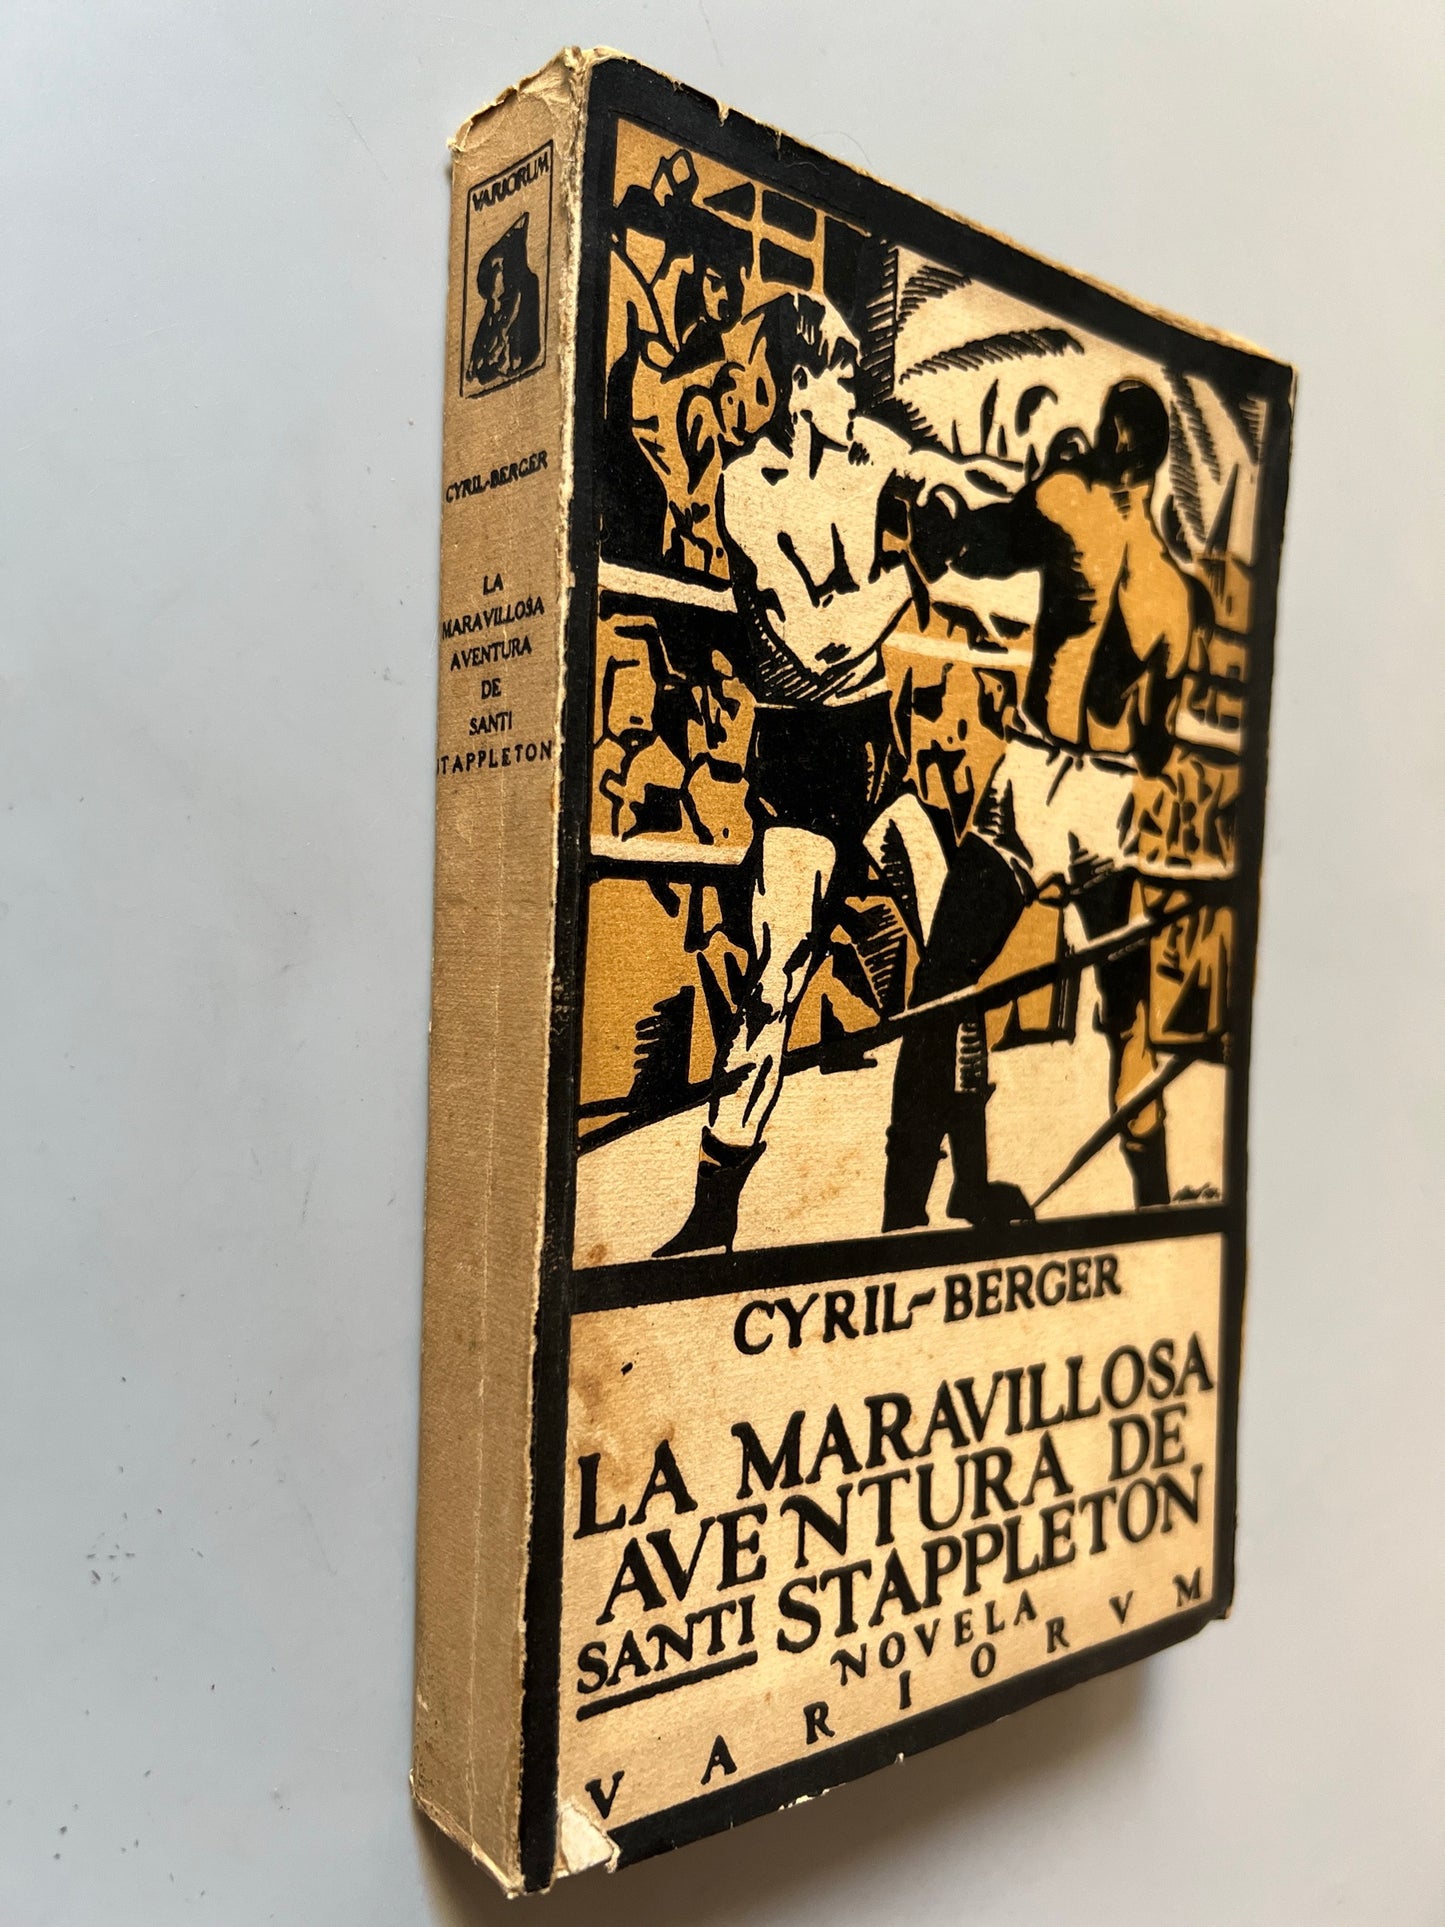 VARIORUM
CYRIL-BERGER
LA
MARAVILLOSA
AVENTURA
DE
SANTI
STAPPLETON
CYRIL-BERGER
LA MARAVILLOSA
AVENTURA DE
SANTI STAPPLETON
NOVELA
VARIORVM